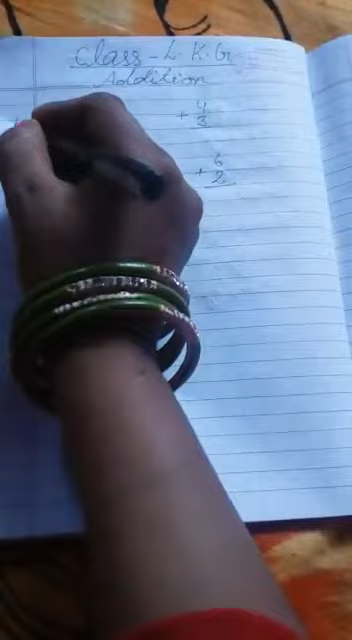 Class - L.K.G
Addition
4
+ 3
6
+ 2